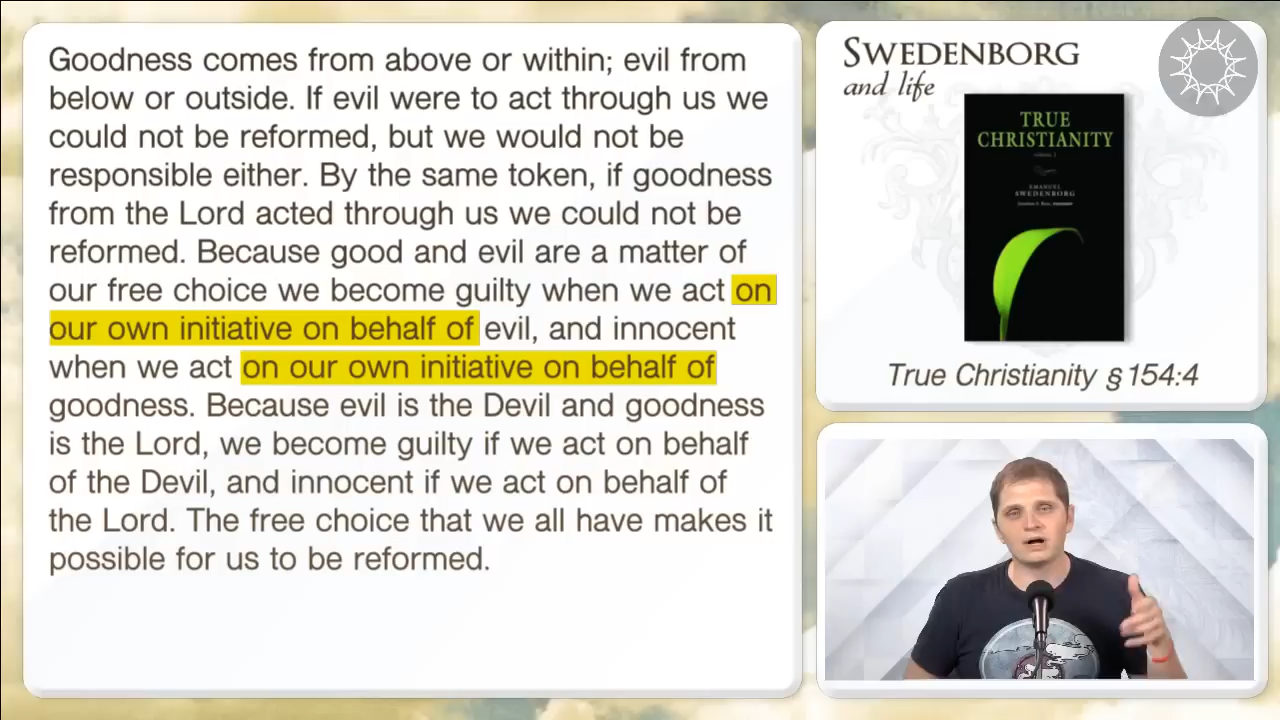 Goodness comes from above or within; evil from
below or outside. If evil were to act through us we
could not be reformed, but we would not be
responsible either. By the same token, if goodness
from the Lord acted through us we could not be
reformed. Because good and evil are a matter of
our free choice we become guilty when we act on
our own initiative on behalf of evil, and innocent
when we act on our own initiative on behalf of
goodness. Because evil is the Devil and goodness
is the Lord, we become guilty if we act on behalf
of the Devil, and innocent if we act on behalf of
the Lord. The free choice that we all have makes it
possible for us to be reformed.
SWEDENBORG
and life
TRUE
CHRISTIANITY
EMANUEL
SWEDENBORG
True Christianity § 154:4